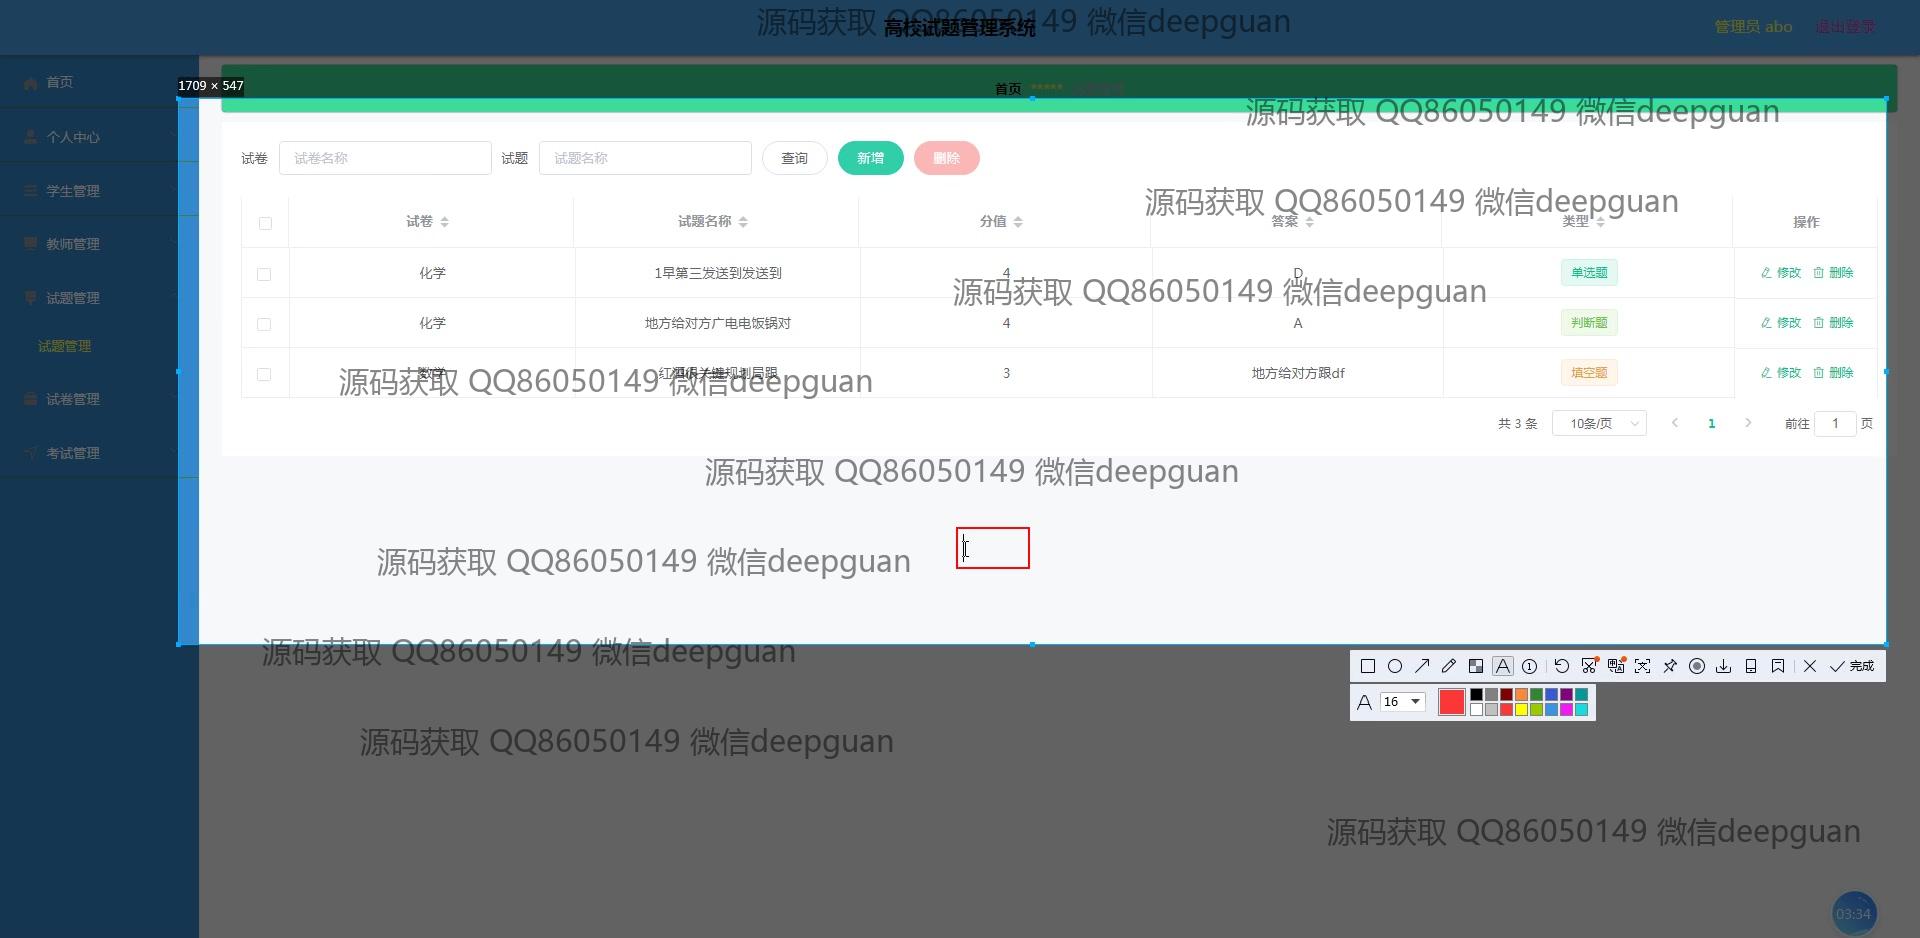 源码获取 QQ86050149 微信deepguan
高校试题管理系统
管理员 abo
退出登录
首页
1709 × 547
首页 *****
源码获取 QQ86050149 微信deepguan
个人中心
试卷 试卷名称 试题 试题名称 查询 新增 删除
学生管理
源码获取 QQ86050149 微信deepguan
试卷 试题名称 分值 答案 类型 操作
教师管理
化学 1早第三发送到发送到 4 D 单选题 修改 删除
源码获取 QQ86050149 微信deepguan
试题管理
化学 地方给对方广电电饭锅对 4 A 判断题 修改 删除
试题管理
数学 3 地方给对方跟df 填空题 修改 删除
源码获取 QQ86050149 微信deepguan
试卷管理
共 3 条 10条/页 1 前往 1 页
考试管理
源码获取 QQ86050149 微信deepguan
源码获取 QQ86050149 微信deepguan
源码获取 QQ86050149 微信deepguan
A 1 完成
A 16
源码获取 QQ86050149 微信deepguan
源码获取 QQ86050149 微信deepguan
03:34